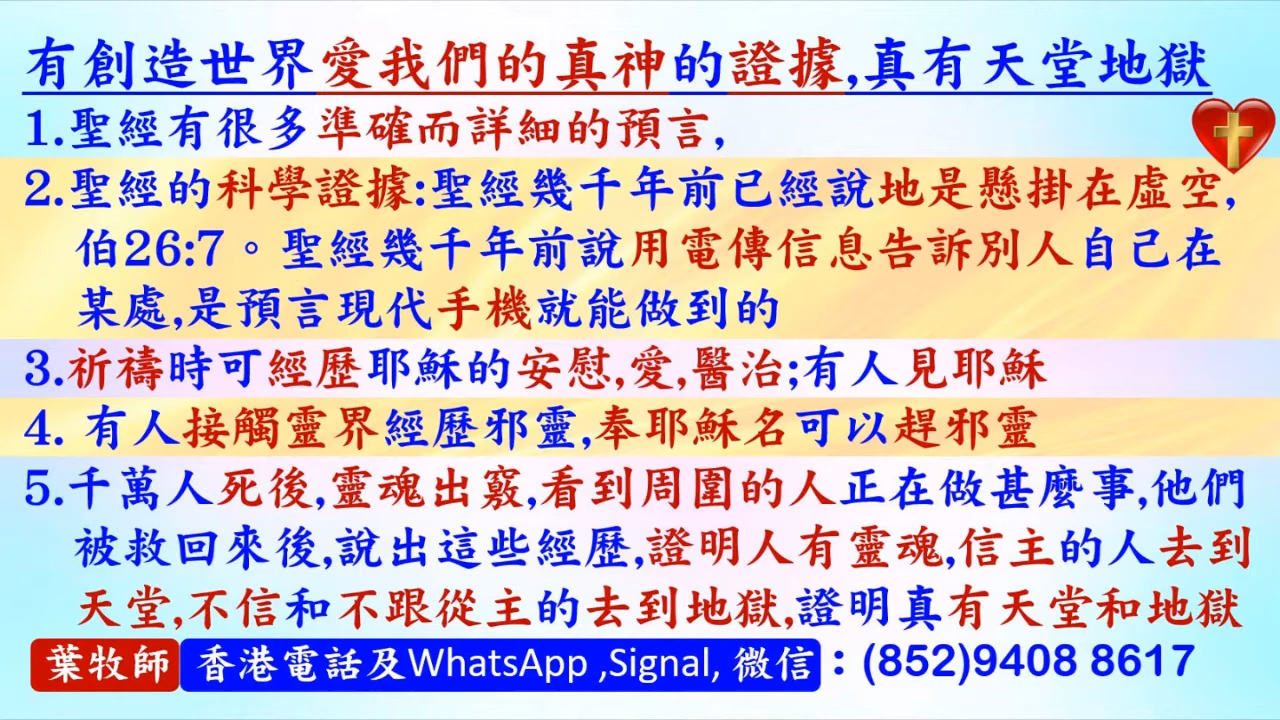 有創造世界愛我們的真神的證據,真有天堂地獄
1.聖經有很多準確而詳細的預言,
2.聖經的科學證據:聖經幾千年前已經說地是懸掛在虛空,
伯26:7。聖經幾千年前說用電傳信息告訴別人自己在
某處,是預言現代手機就能做到的
3.祈禱時可經歷耶穌的安慰,愛,醫治;有人見耶穌
4. 有人接觸靈界經歷邪靈,奉耶穌名可以趕邪靈
5.千萬人死後,靈魂出竅,看到周圍的人正在做甚麼事,他們
被救回來後,說出這些經歷,證明人有靈魂,信主的人去到
天堂,不信和不跟從主的去到地獄,證明真有天堂和地獄
葉牧師 香港電話及WhatsApp ,Signal, 微信：(852)9408 8617